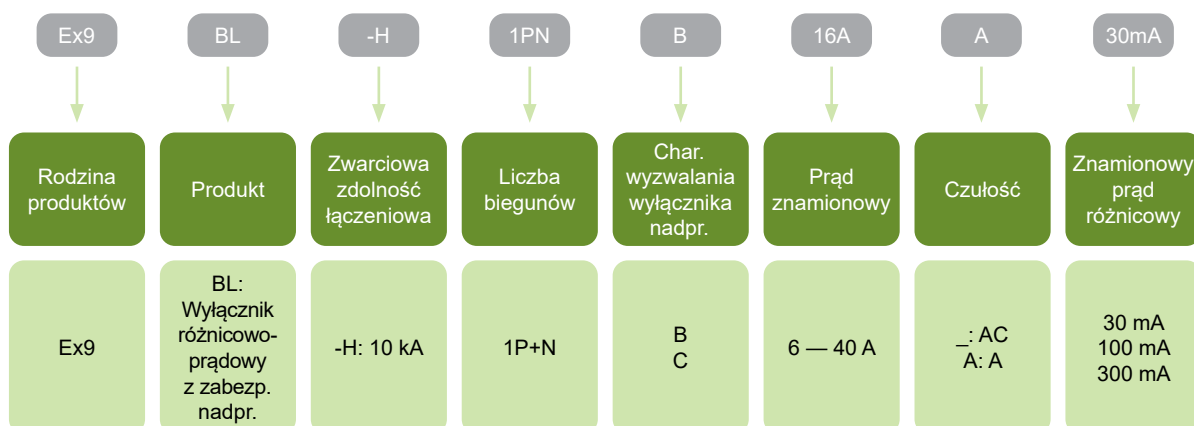 Ex9
BL
-H
1PN
B
16A
A
30mA
Rodzina
produktów
Produkt
Zwarciowa
zdolność
łączeniowa
Liczba
biegunów
Char.
wyzwalania
wyłącznika
nadpr.
Prąd
znamionowy
Czułość
Znamionowy
prąd
różnicowy
Ex9
BL:
Wyłącznik
różnicowo-
prądowy
z zabezp.
nadpr.
-H: 10 kA
1P+N
B
C
6 — 40 A
_: AC
A: A
30 mA
100 mA
300 mA